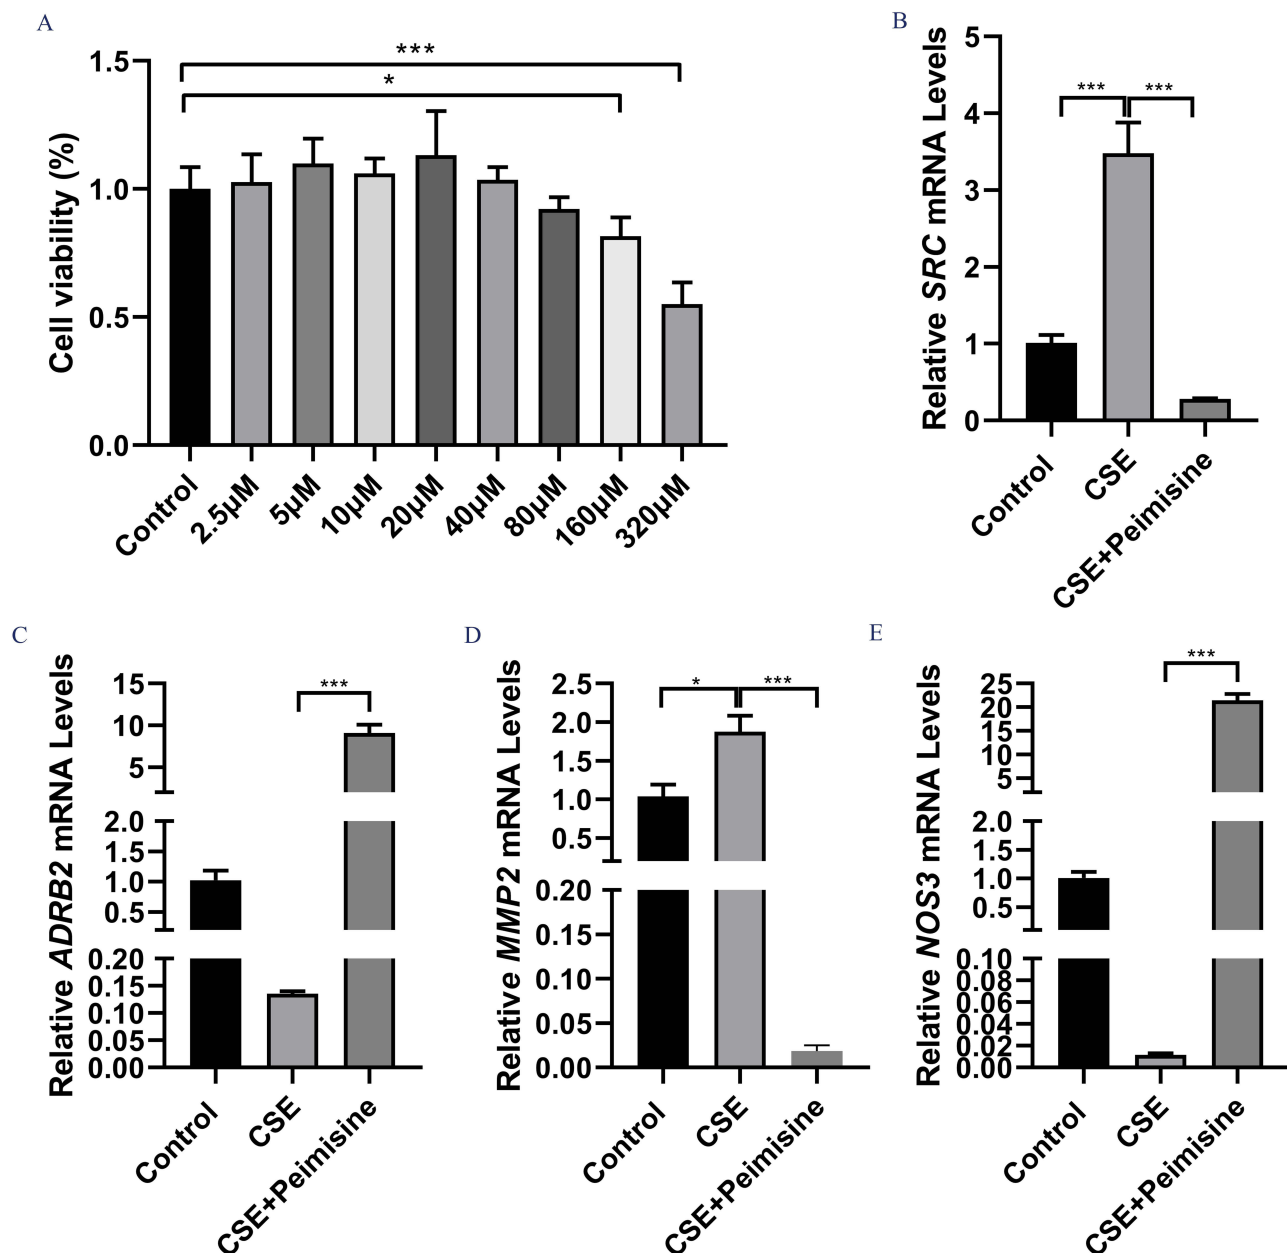 A
Cell viability (%)
1.5
1.0
0.5
0.0
***
*
Control
2.5µM
5µM
10µM
20µM
40µM
80µM
160µM
320µM
B
Relative SRC mRNA Levels
5
4
3
2
1
0
***
***
Control
CSE
CSE+Peimisine
C
Relative ADRB2 mRNA Levels
15
10
5
2.0
1.5
1.0
0.5
0.20
0.15
0.10
0.05
0.00
***
Control
CSE
CSE+Peimisine
D
Relative MMP2 mRNA Levels
2.5
2.0
1.5
1.0
0.5
0.20
0.15
0.10
0.05
0.00
*
***
Control
CSE
CSE+Peimisine
E
Relative NOS3 mRNA Levels
25
20
15
10
5
2.0
1.5
1.0
0.5
0.10
0.08
0.06
0.04
0.02
0.00
***
Control
CSE
CSE+Peimisine